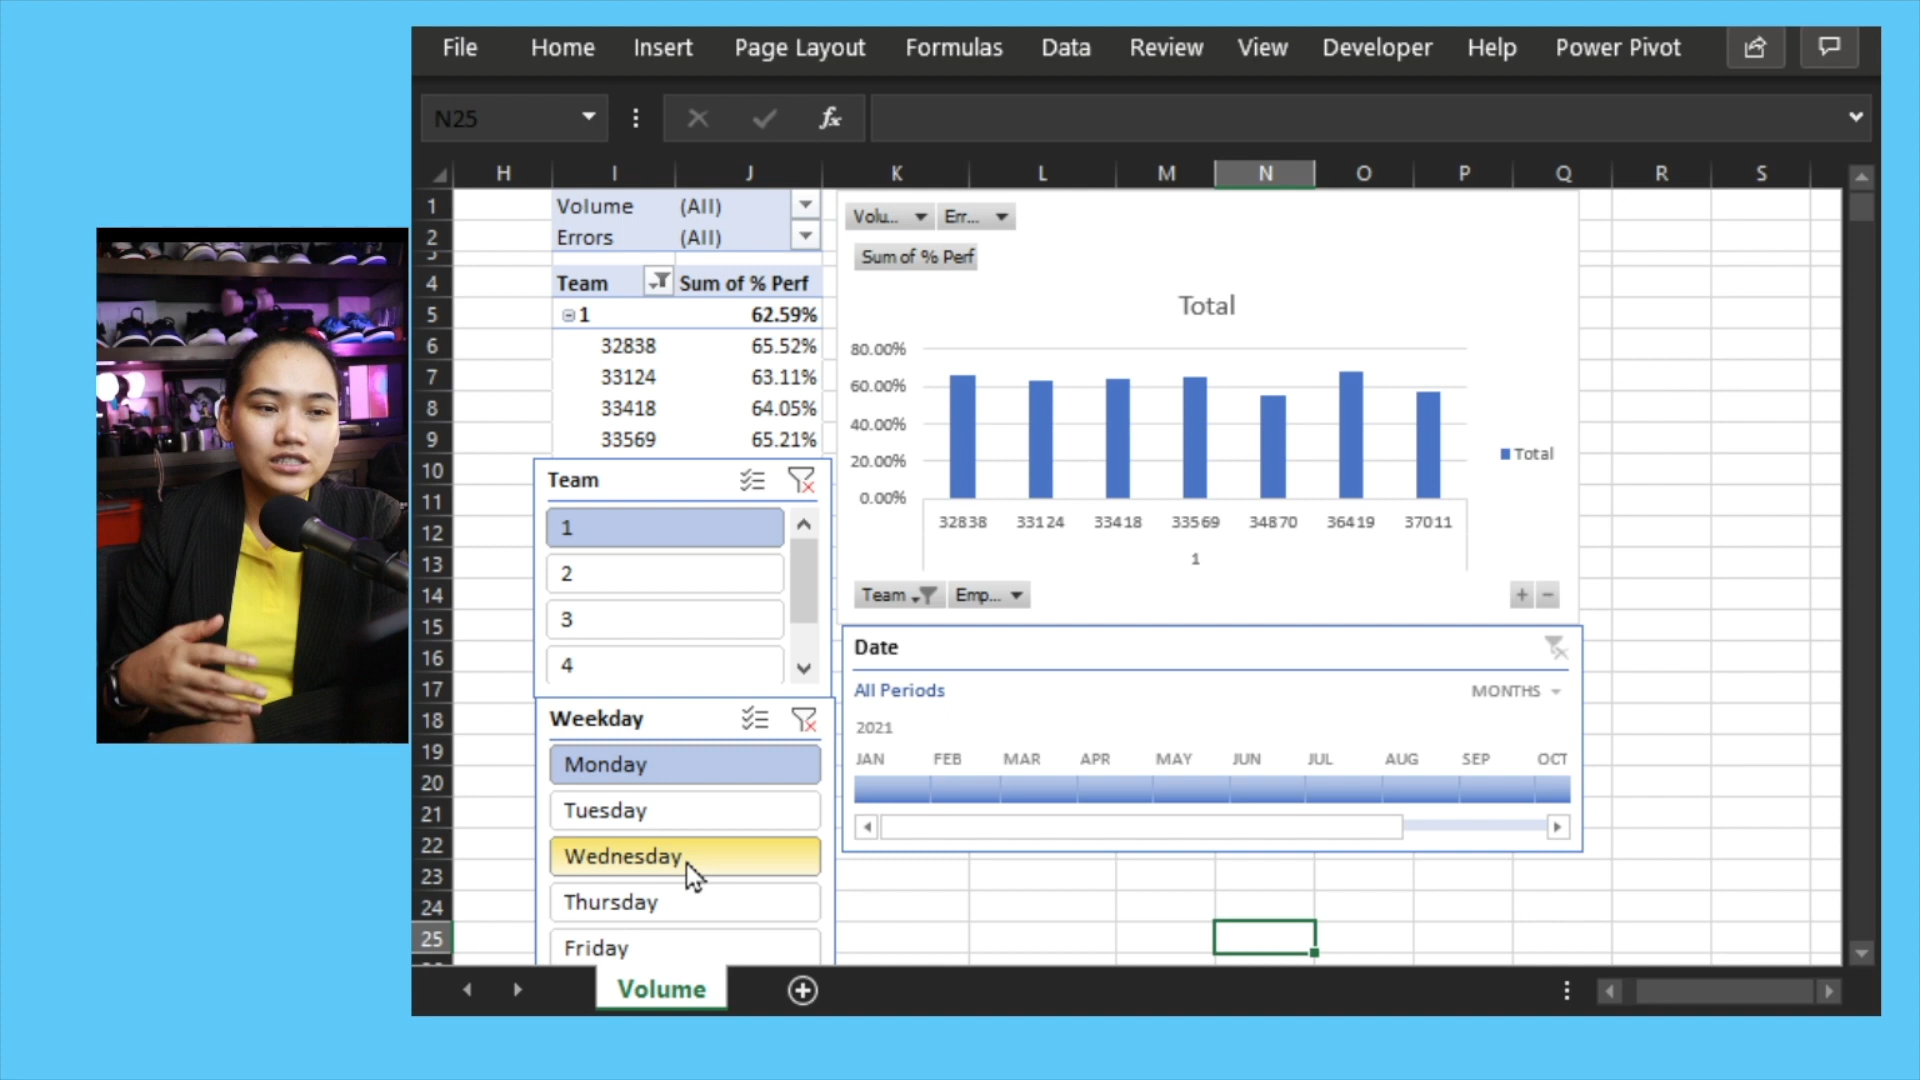 File Home Insert Page Layout Formulas Data Review View Developer Help Power Pivot
N25 fx
H I J K L M N O P Q R S
1 Volume (All)
2 Errors (All)
3
4 Team Sum of % Perf
5 1 62.59%
6 32838 65.52%
7 33124 63.11%
8 33418 64.05%
9 33569 65.21%
10
11
12
13
14
15
16
17
18
19
20
21
22
23
24
25
Team
1
2
3
4
Weekday
Monday
Tuesday
Wednesday
Thursday
Friday
Volu... Err...
Sum of % Perf
Total
80.00%
60.00%
40.00%
20.00%
0.00%
Total
32838 33124 33418 33569 34870 36419 37011
1
Team Emp...
Date
All Periods MONTHS
2021
JAN FEB MAR APR MAY JUN JUL AUG SEP OCT
Volume